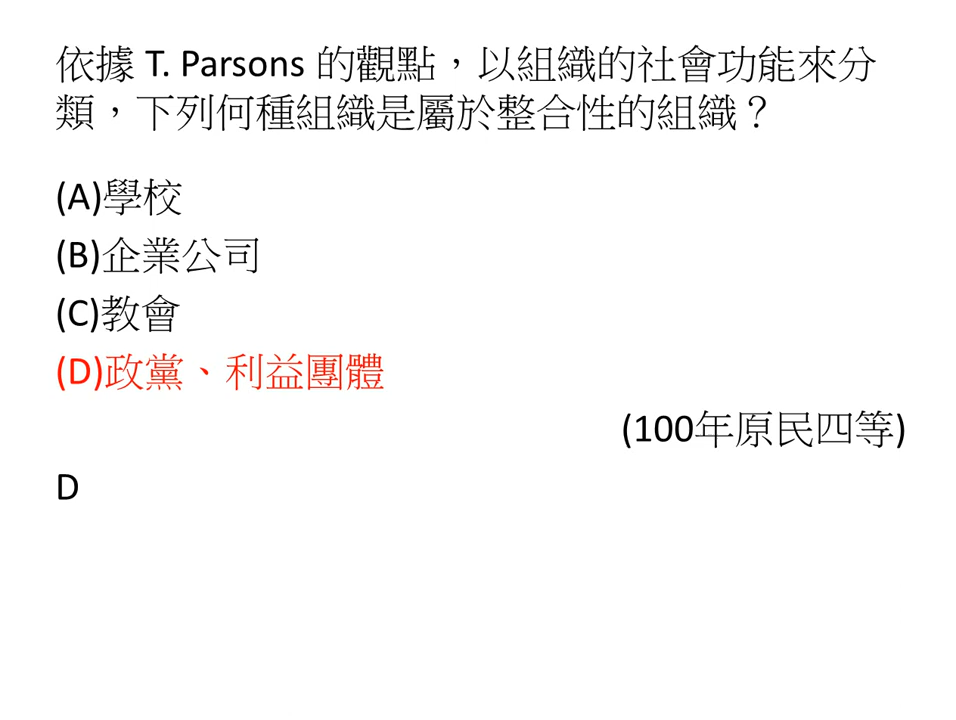 依據 T. Parsons 的觀點，以組織的社會功能來分
類，下列何種組織是屬於整合性的組織？
(A)學校
(B)企業公司
(C)教會
(D)政黨、利益團體
(100年原民四等)
D